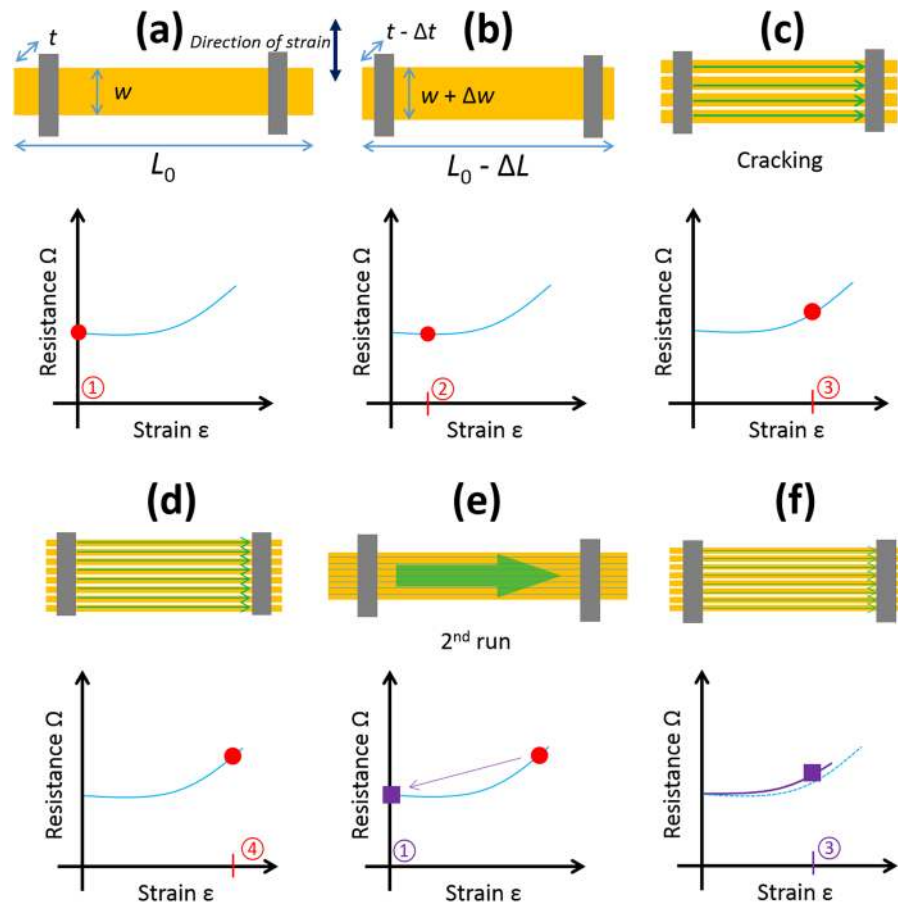 (a)
t
Direction of strain
w
L0
(b)
t - Δt
w + Δw
L0 - ΔL
(c)
Cracking
Resistance Ω
①
Strain ε
Resistance Ω
②
Strain ε
Resistance Ω
③
Strain ε
(d)
(e)
2nd run
(f)
Resistance Ω
④
Strain ε
Resistance Ω
①
Strain ε
Resistance Ω
③
Strain ε